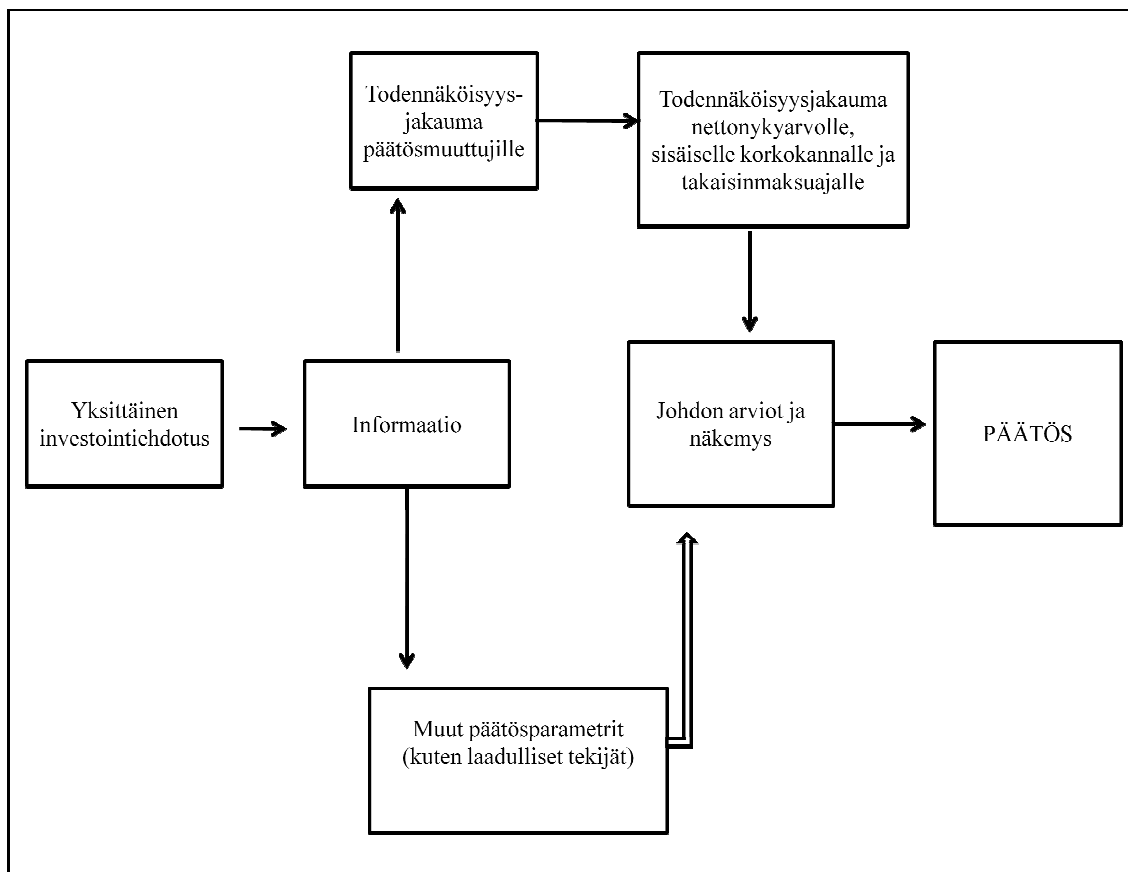 Todennäköisyys-
jakauma
päätösmuuttujille
Todennäköisyysjakauma
nettonykyarvolle,
sisäiselle korkokannalle ja
takaisinmaksuajalle
Yksittäinen
investointiehdotus
Informaatio
Johdon arviot ja
näkemys
PÄÄTÖS
Muut päätösparametrit
(kuten laadulliset tekijät)